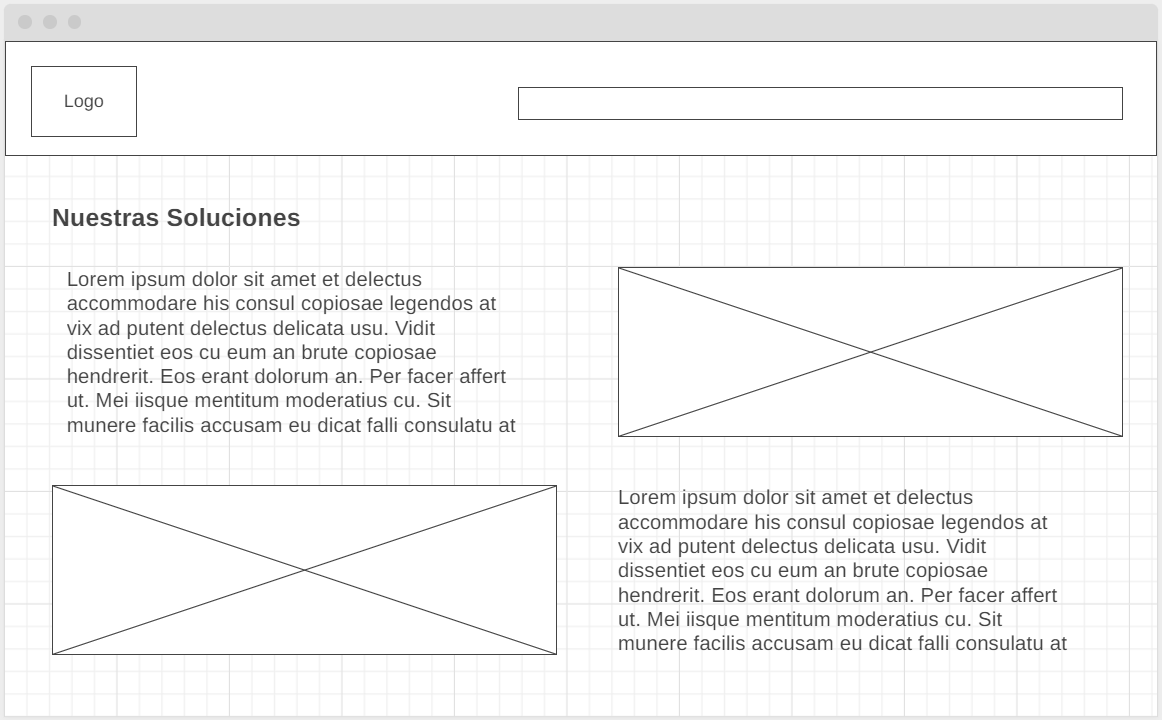 Logo
Nuestras Soluciones
Lorem ipsum dolor sit amet et delectus
accommodare his consul copiosae legendos at
vix ad putent delectus delicata usu. Vidit
dissentiet eos cu eum an brute copiosae
hendrerit. Eos erant dolorum an. Per facer affert
ut. Mei iisque mentitum moderatius cu. Sit
munere facilis accusam eu dicat falli consulatu at
Lorem ipsum dolor sit amet et delectus
accommodare his consul copiosae legendos at
vix ad putent delectus delicata usu. Vidit
dissentiet eos cu eum an brute copiosae
hendrerit. Eos erant dolorum an. Per facer affert
ut. Mei iisque mentitum moderatius cu. Sit
munere facilis accusam eu dicat falli consulatu at